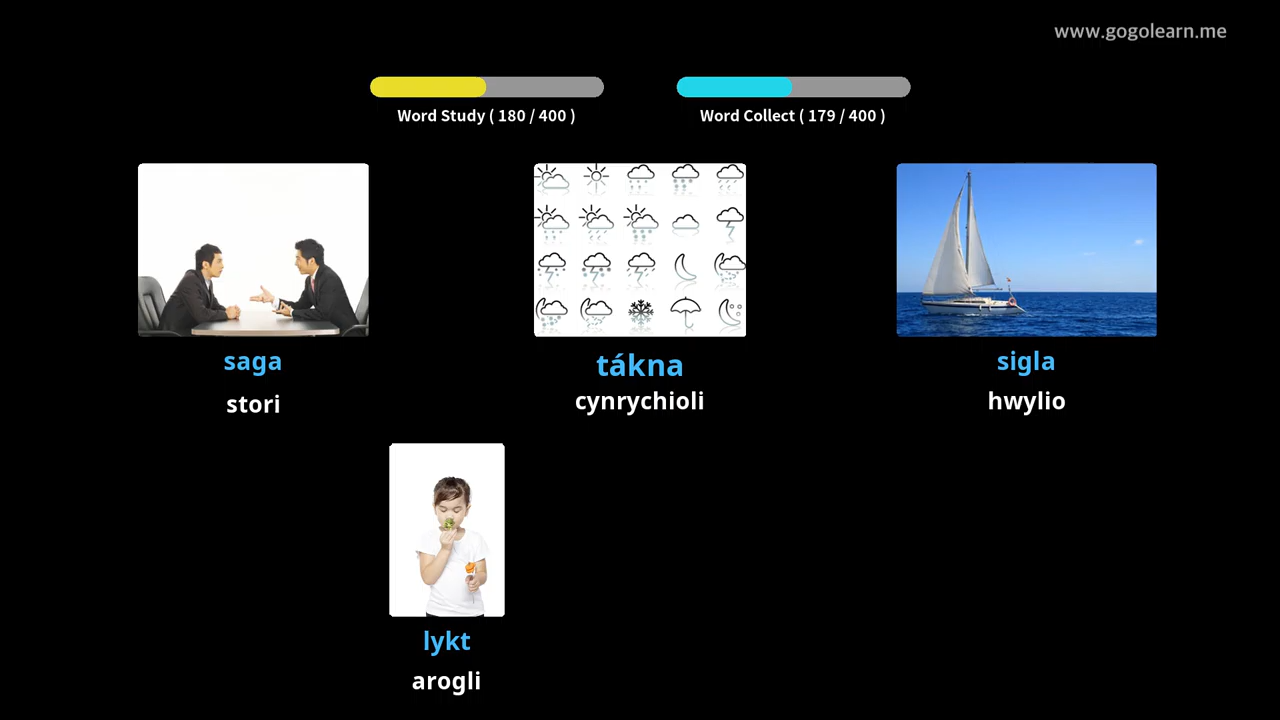 www.gogolearn.me
Word Study ( 180 / 400 )
Word Collect ( 179 / 400 )
saga
stori
tákna
cynrychioli
sigla
hwylio
lykt
arogli